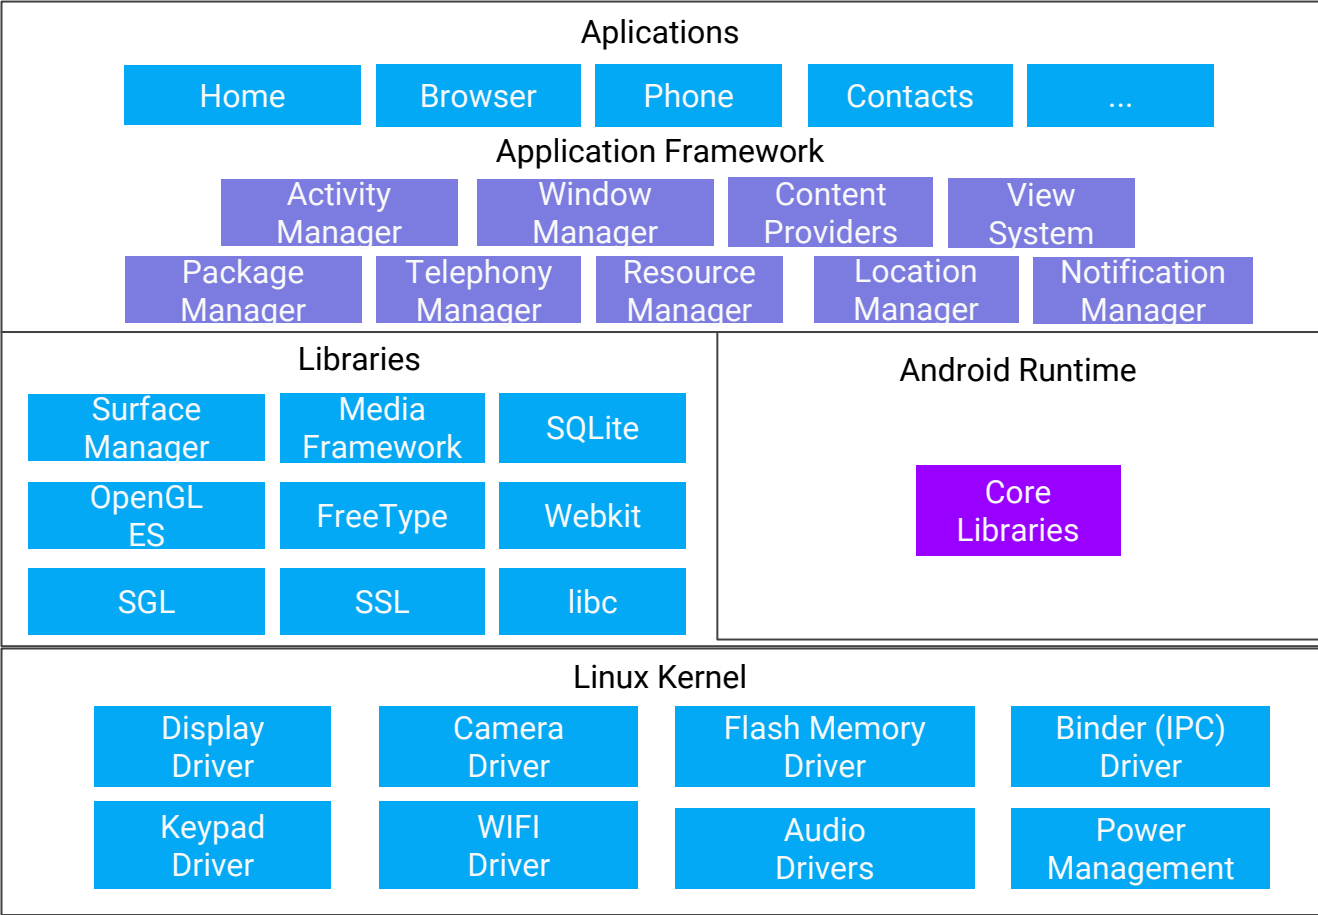 Aplications
Home
Browser
Phone
Contacts
...
Application Framework
Activity
Manager
Window
Manager
Content
Providers
View
System
Package
Manager
Telephony
Manager
Resource
Manager
Location
Manager
Notification
Manager
Libraries
Surface
Manager
Media
Framework
SQLite
OpenGL
ES
FreeType
Webkit
SGL
SSL
libc
Android Runtime
Core
Libraries
Linux Kernel
Display
Driver
Camera
Driver
Flash Memory
Driver
Binder (IPC)
Driver
Keypad
Driver
WIFI
Driver
Audio
Drivers
Power
Management